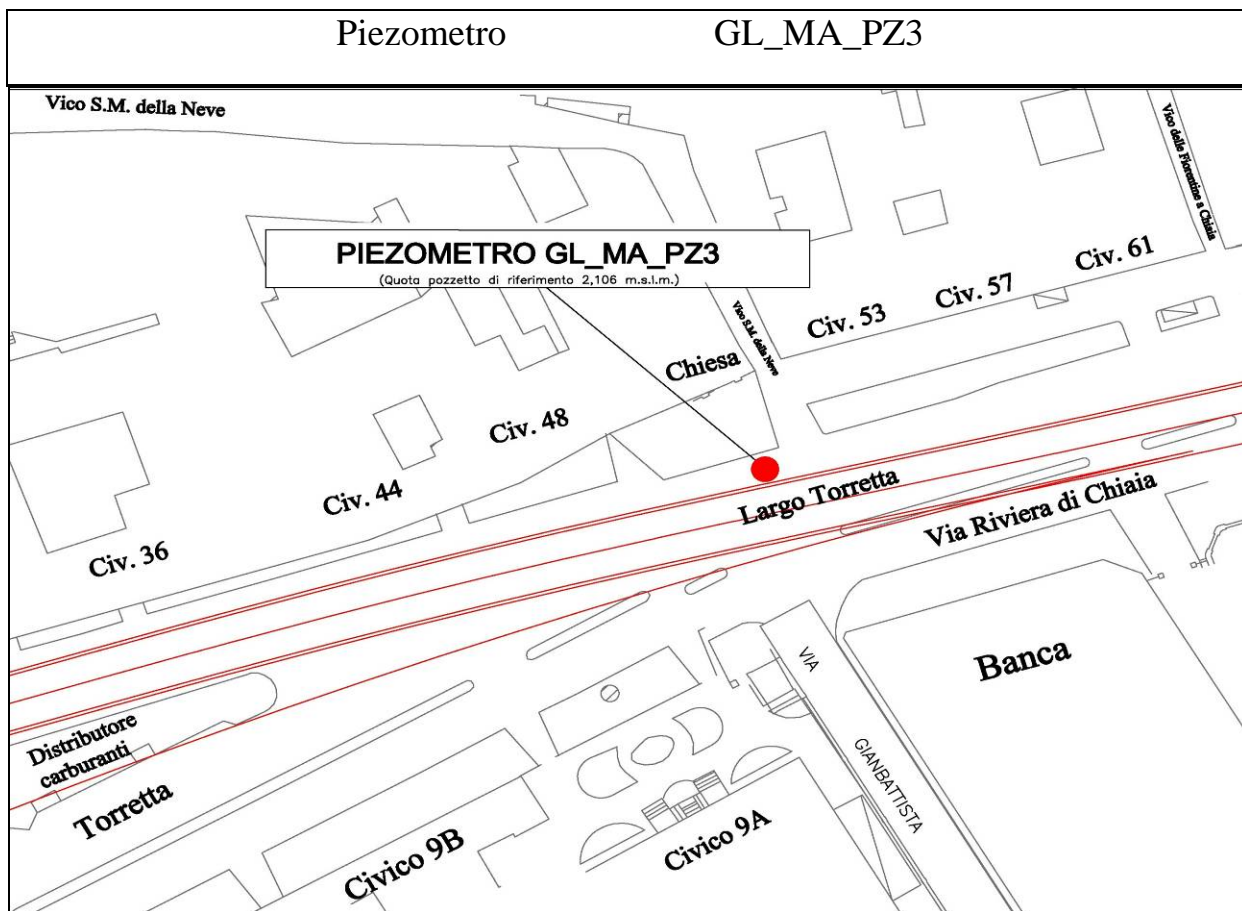 Piezometro GL_MA_PZ3
Vico S.M. della Neve
Vico delle Fiorentine a Chiaia
PIEZOMETRO GL_MA_PZ3
(Quota pozzetto di riferimento 2,106 m.s.l.m.)
Civ. 61
Civ. 57
Civ. 53
Vico S.M. della Neve
Chiesa
Civ. 48
Civ. 44
Civ. 36
Largo Torretta
Via Riviera di Chiaia
Banca
VIA
GIANBATTISTA
Distributore
carburanti
Torretta
Civico 9B
Civico 9A